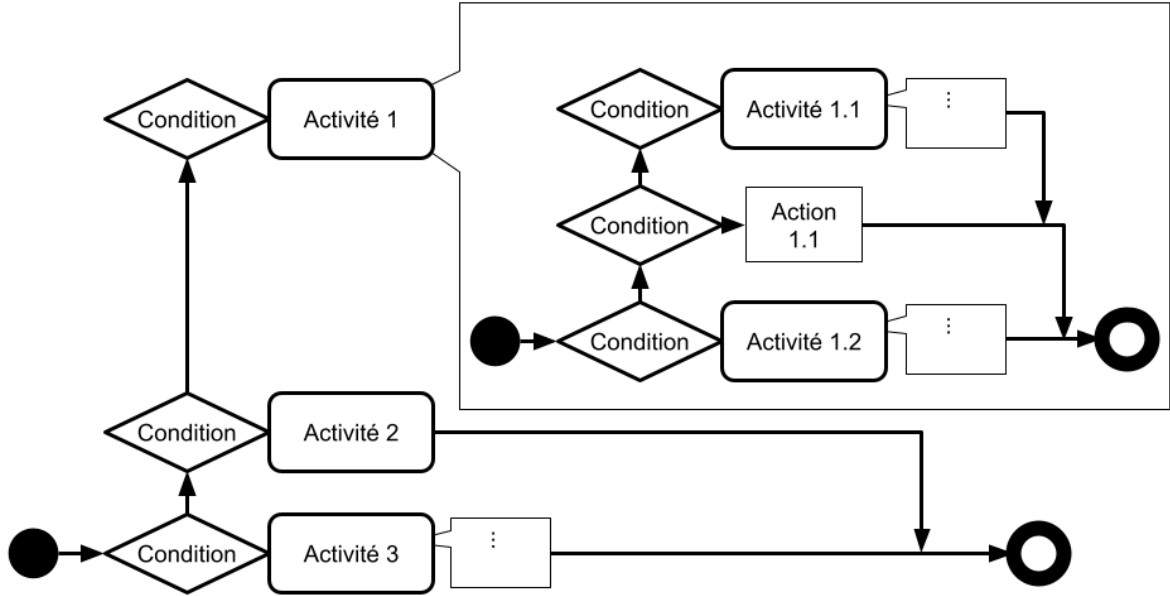 Condition
Activité 1
Condition
Activité 1.1
⋮
Condition
Action
1.1
Condition
Activité 1.2
⋮
Condition
Activité 2
Condition
Activité 3
⋮